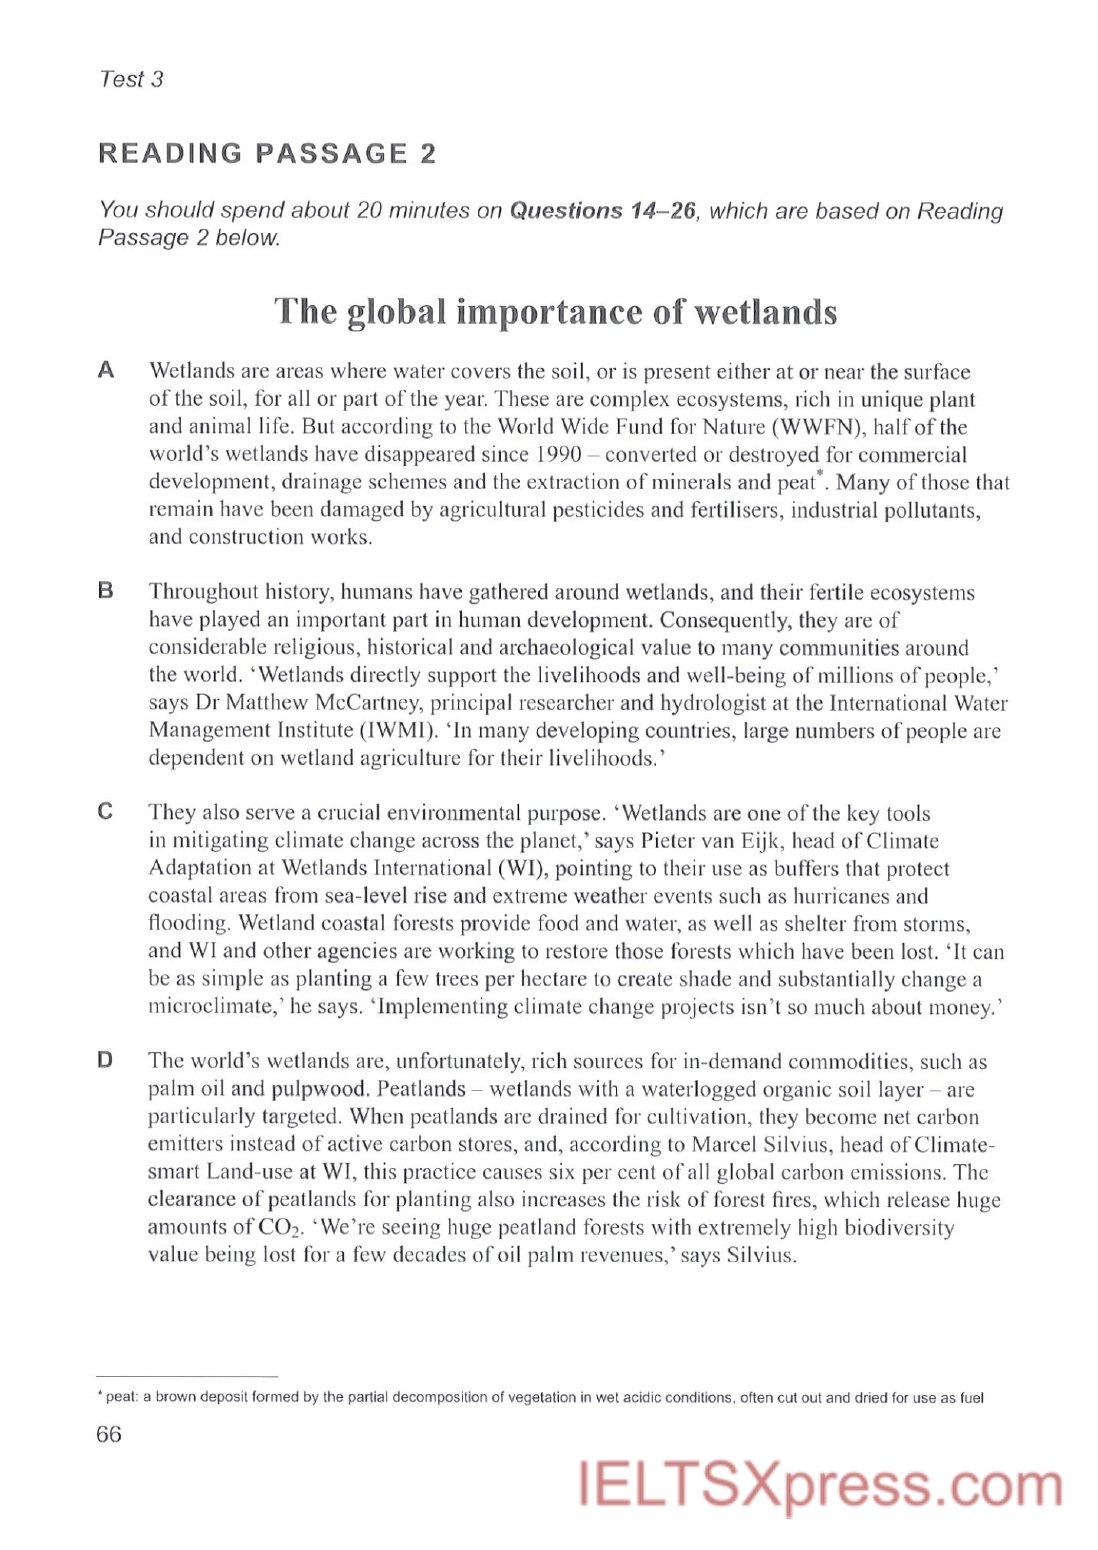 Test 3
READING PASSAGE 2
You should spend about 20 minutes on Questions 14–26, which are based on Reading
Passage 2 below.
The global importance of wetlands
A Wetlands are areas where water covers the soil, or is present either at or near the surface
of the soil, for all or part of the year. These are complex ecosystems, rich in unique plant
and animal life. But according to the World Wide Fund for Nature (WWFN), half of the
world's wetlands have disappeared since 1990 – converted or destroyed for commercial
development, drainage schemes and the extraction of minerals and peat*. Many of those that
remain have been damaged by agricultural pesticides and fertilisers, industrial pollutants,
and construction works.
B Throughout history, humans have gathered around wetlands, and their fertile ecosystems
have played an important part in human development. Consequently, they are of
considerable religious, historical and archaeological value to many communities around
the world. 'Wetlands directly support the livelihoods and well-being of millions of people,'
says Dr Matthew McCartney, principal researcher and hydrologist at the International Water
Management Institute (IWMI). 'In many developing countries, large numbers of people are
dependent on wetland agriculture for their livelihoods.'
C They also serve a crucial environmental purpose. 'Wetlands are one of the key tools
in mitigating climate change across the planet,' says Pieter van Eijk, head of Climate
Adaptation at Wetlands International (WI), pointing to their use as buffers that protect
coastal areas from sea-level rise and extreme weather events such as hurricanes and
flooding. Wetland coastal forests provide food and water, as well as shelter from storms,
and WI and other agencies are working to restore those forests which have been lost. 'It can
be as simple as planting a few trees per hectare to create shade and substantially change a
microclimate,' he says. 'Implementing climate change projects isn't so much about money.'
D The world's wetlands are, unfortunately, rich sources for in-demand commodities, such as
palm oil and pulpwood. Peatlands – wetlands with a waterlogged organic soil layer – are
particularly targeted. When peatlands are drained for cultivation, they become net carbon
emitters instead of active carbon stores, and, according to Marcel Silvius, head of Climate-
smart Land-use at WI, this practice causes six per cent of all global carbon emissions. The
clearance of peatlands for planting also increases the risk of forest fires, which release huge
amounts of CO₂. 'We're seeing huge peatland forests with extremely high biodiversity
value being lost for a few decades of oil palm revenues,' says Silvius.
* peat: a brown deposit formed by the partial decomposition of vegetation in wet acidic conditions, often cut out and dried for use as fuel
66
IELTSXpress.com